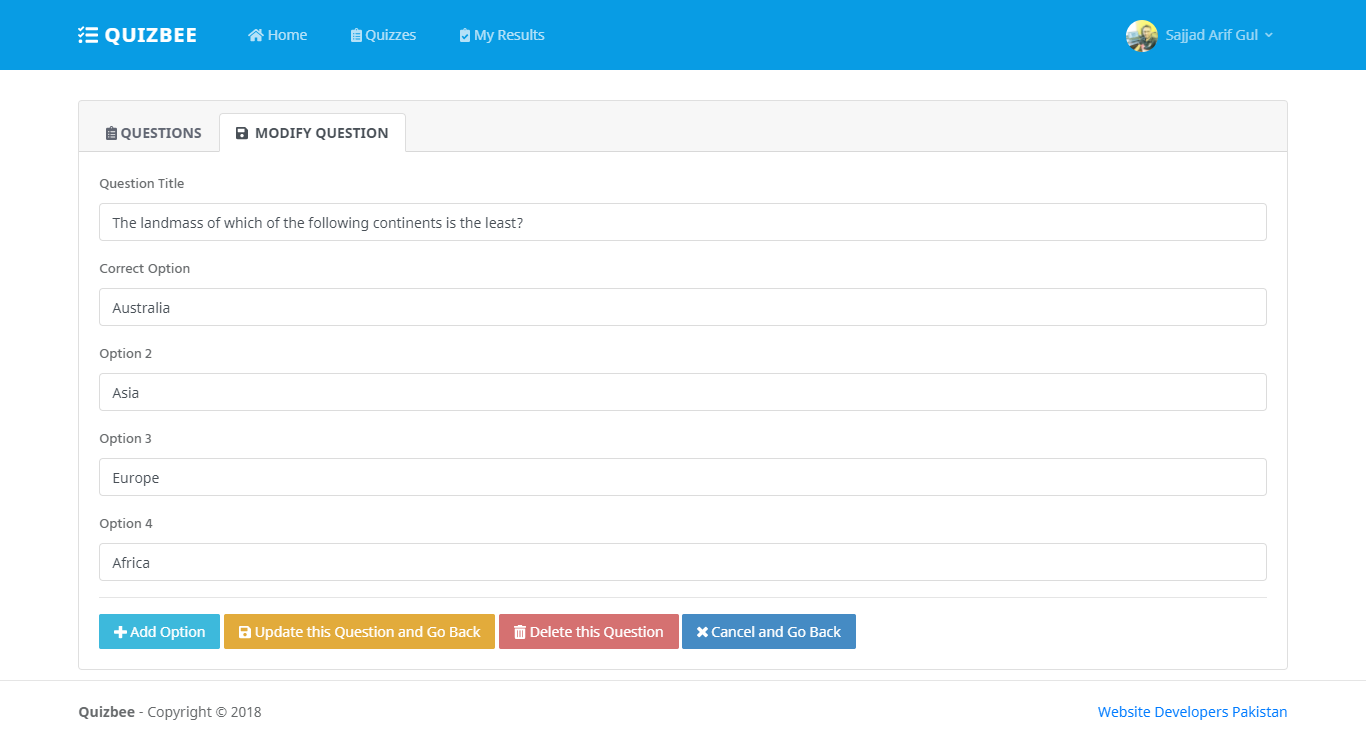 QUIZBEE Home Quizzes My Results Sajjad Arif Gul
QUESTIONS MODIFY QUESTION
Question Title
The landmass of which of the following continents is the least?
Correct Option
Australia
Option 2
Asia
Option 3
Europe
Option 4
Africa
Add Option Update this Question and Go Back Delete this Question Cancel and Go Back
Quizbee - Copyright © 2018 Website Developers Pakistan